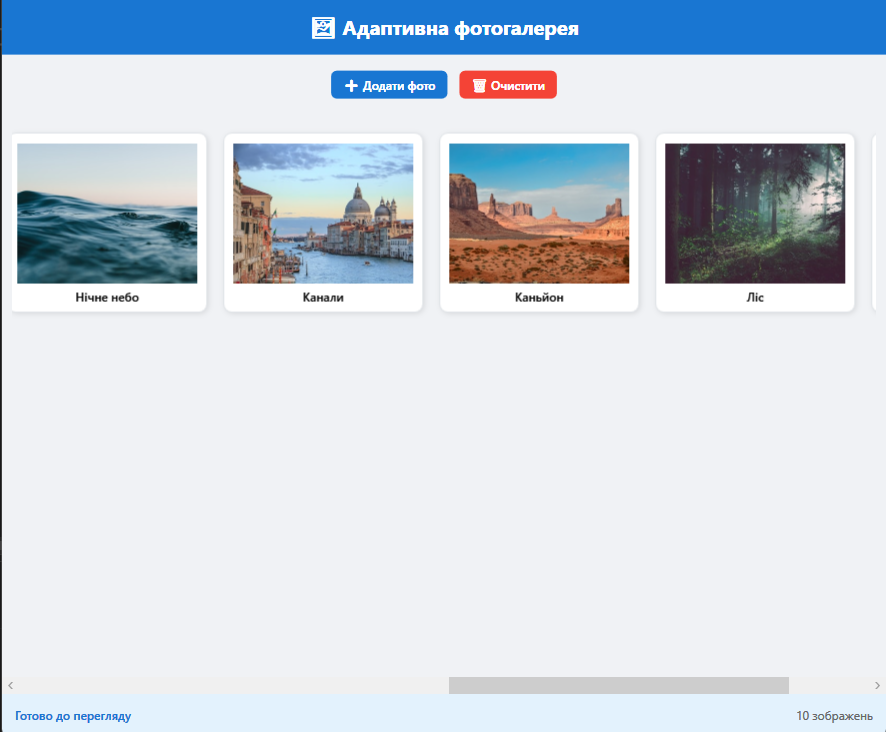 Адаптивна фотогалерея
Додати фото
Очистити
Нічне небо
Канали
Каньйон
Ліс
Готово до перегляду
10 зображень